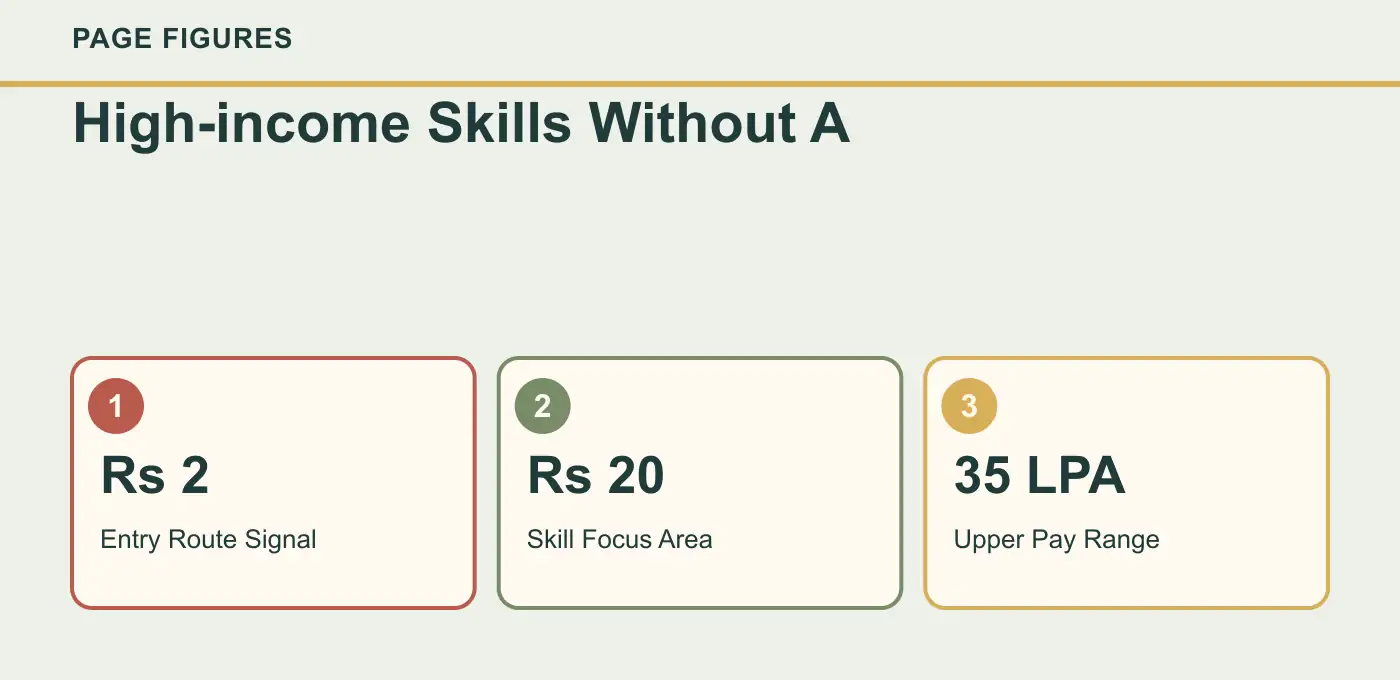 PAGE FIGURES
High-income Skills Without A
1
Rs 2
Entry Route Signal
2
Rs 20
Skill Focus Area
3
35 LPA
Upper Pay Range